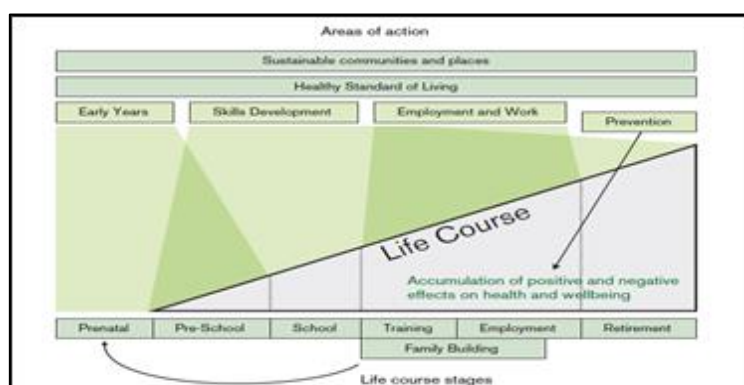 Areas of action
Sustainable communities and places
Healthy Standard of Living
Early Years
Skills Development
Employment and Work
Prevention
Life Course
Accumulation of positive and negative
effects on health and wellbeing
Prenatal
Pre-School
School
Training
Employment
Retirement
Family Building
Life course stages